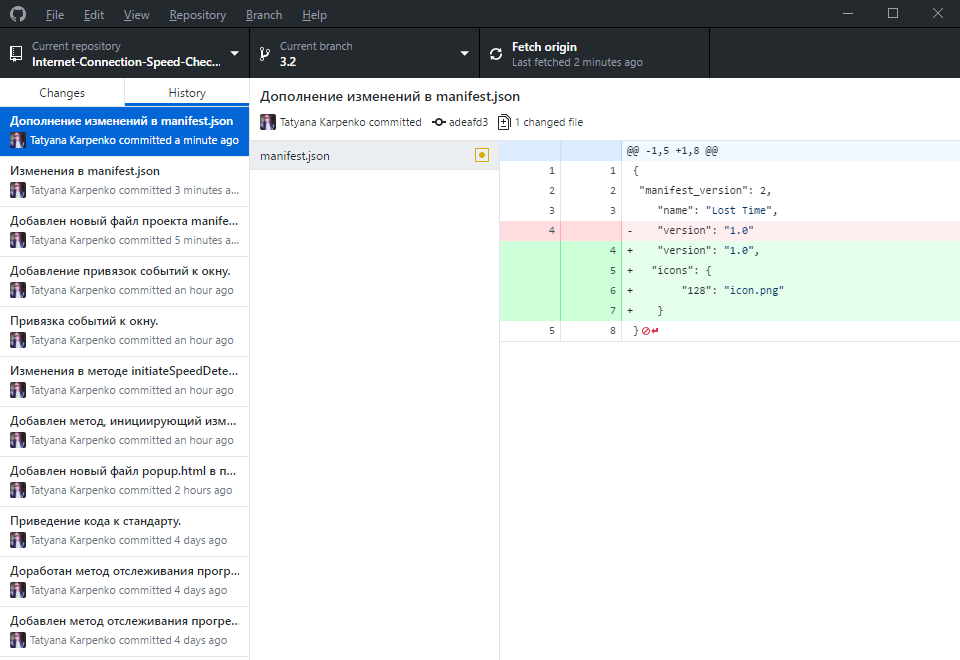 File Edit View Repository Branch Help
Current repository
Internet-Connection-Speed-Chec...
Current branch
3.2
Fetch origin
Last fetched 2 minutes ago
Changes
History
Дополнение изменений в manifest.json
Tatyana Karpenko committed a minute ago
Изменения в manifest.json
Tatyana Karpenko committed 3 minutes a...
Добавлен новый файл проекта manife...
Tatyana Karpenko committed 5 minutes a...
Добавление привязок событий к окну.
Tatyana Karpenko committed an hour ago
Привязка событий к окну.
Tatyana Karpenko committed an hour ago
Изменения в методе initiateSpeedDete...
Tatyana Karpenko committed an hour ago
Добавлен метод, инициирующий изм...
Tatyana Karpenko committed an hour ago
Добавлен новый файл popup.html в п...
Tatyana Karpenko committed 2 hours ago
Приведение кода к стандарту.
Tatyana Karpenko committed 4 days ago
Доработан метод отслеживания прогр...
Tatyana Karpenko committed 4 days ago
Добавлен метод отслеживания прогре...
Tatyana Karpenko committed 4 days ago
Дополнение изменений в manifest.json
Tatyana Karpenko committed adeafd3 1 changed file
manifest.json
@@ -1,5 +1,8 @@
1 1 {
2 2 "manifest_version": 2,
3 3 "name": "Lost Time",
4 - "version": "1.0"
4 + "version": "1.0",
5 + "icons": {
6 + "128": "icon.png"
7 + }
5 8 }